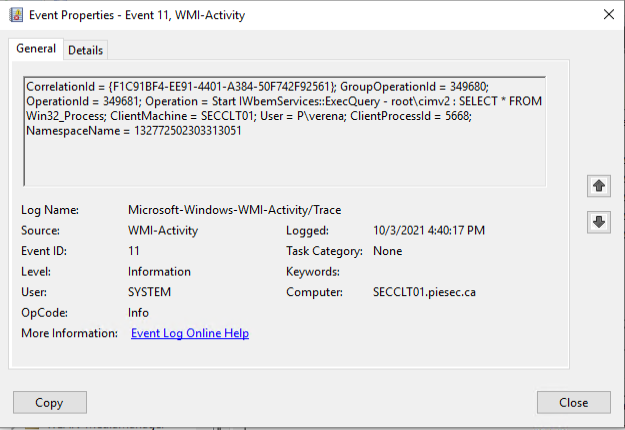 Event Properties - Event 11, WMI-Activity
General Details
CorrelationId = {F1C91BF4-EE91-4401-A384-50F742F92561}; GroupOperationId = 349680;
OperationId = 349681; Operation = Start IWbemServices::ExecQuery - root\cimv2 : SELECT * FROM
Win32_Process; ClientMachine = SECCLT01; User = P\verena; ClientProcessId = 5668;
NamespaceName = 132772502303313051
Log Name: Microsoft-Windows-WMI-Activity/Trace
Source: WMI-Activity Logged: 10/3/2021 4:40:17 PM
Event ID: 11 Task Category: None
Level: Information Keywords:
User: SYSTEM Computer: SECCLT01.piesec.ca
OpCode: Info
More Information: Event Log Online Help
Copy Close